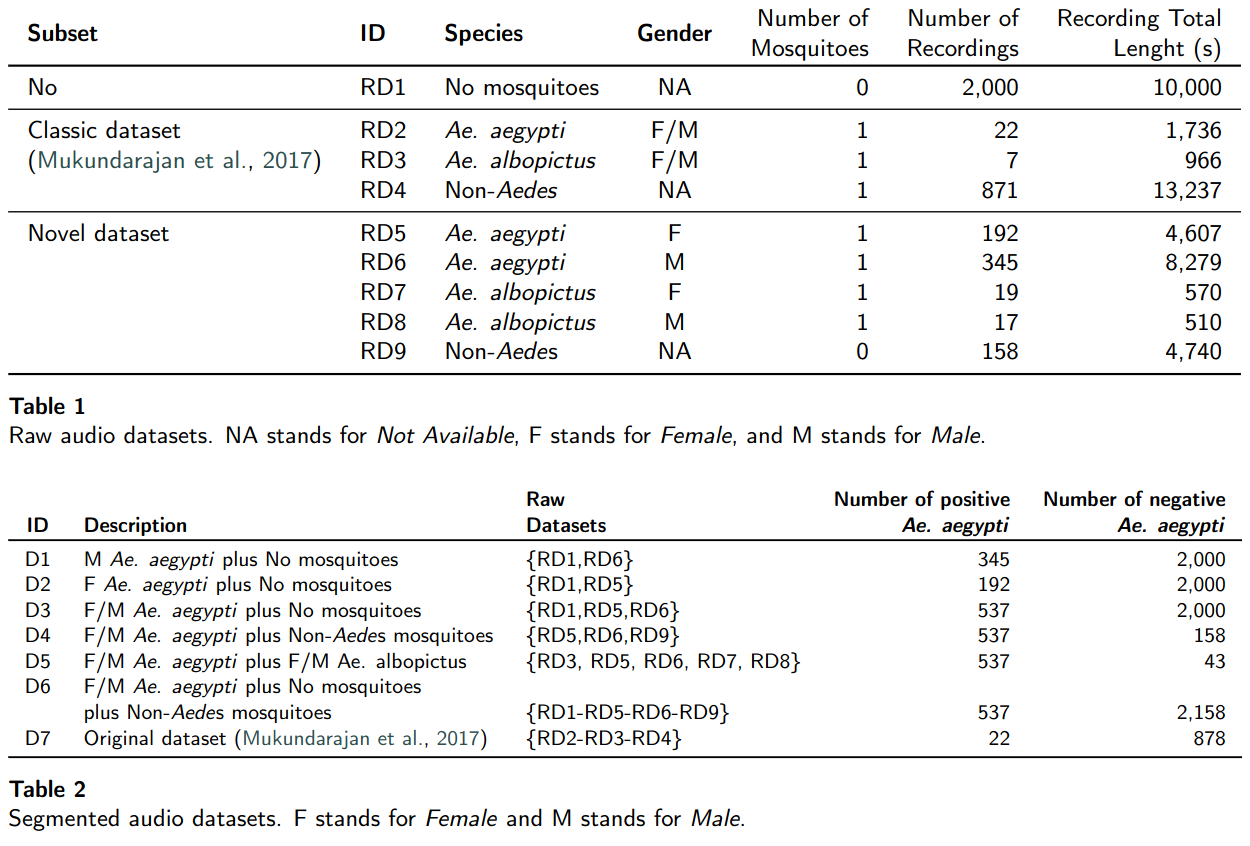 Subset ID Species Gender Number of Mosquitoes Number of Recordings Recording Total Lenght (s)
No RD1 No mosquitoes NA 0 2,000 10,000
Classic dataset RD2 Ae. aegypti F/M 1 22 1,736
(Mukundarajan et al., 2017) RD3 Ae. albopictus F/M 1 7 966
RD4 Non-Aedes NA 1 871 13,237
Novel dataset RD5 Ae. aegypti F 1 192 4,607
RD6 Ae. aegypti M 1 345 8,279
RD7 Ae. albopictus F 1 19 570
RD8 Ae. albopictus M 1 17 510
RD9 Non-Aedes NA 0 158 4,740
Table 1
Raw audio datasets. NA stands for Not Available, F stands for Female, and M stands for Male.
ID Description Raw Datasets Number of positive Ae. aegypti Number of negative Ae. aegypti
D1 M Ae. aegypti plus No mosquitoes {RD1,RD6} 345 2,000
D2 F Ae. aegypti plus No mosquitoes {RD1,RD5} 192 2,000
D3 F/M Ae. aegypti plus No mosquitoes {RD1,RD5,RD6} 537 2,000
D4 F/M Ae. aegypti plus Non-Aedes mosquitoes {RD5,RD6,RD9} 537 158
D5 F/M Ae. aegypti plus F/M Ae. albopictus {RD3, RD5, RD6, RD7, RD8} 537 43
D6 F/M Ae. aegypti plus No mosquitoes
plus Non-Aedes mosquitoes {RD1-RD5-RD6-RD9} 537 2,158
D7 Original dataset (Mukundarajan et al., 2017) {RD2-RD3-RD4} 22 878
Table 2
Segmented audio datasets. F stands for Female and M stands for Male.